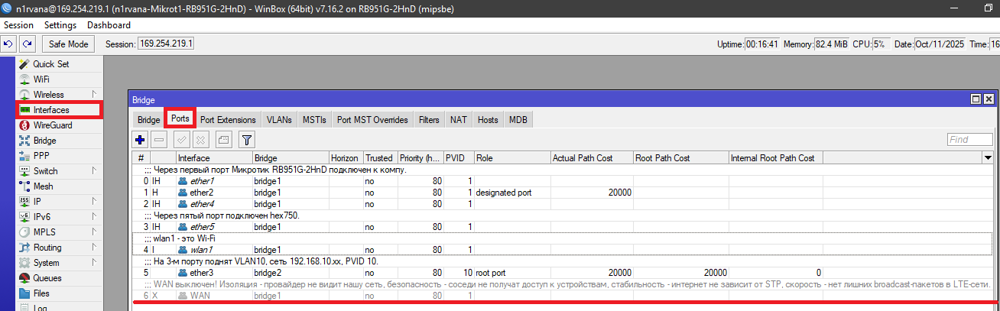 n1rvana@169.254.219.1 (n1rvana-Mikrot1-RB951G-2HnD) - WinBox (64bit) v7.16.2 on RB951G-2HnD (mipsbe)
Session Settings Dashboard
Safe Mode Session: 169.254.219.1 Uptime: 00:16:41 Memory: 82.4 MiB CPU: 5% Date: Oct/11/2025 Time: 16
Quick Set
WiFi
Wireless
Interfaces
WireGuard
Bridge
PPP
Switch
Mesh
IP
IPv6
MPLS
Routing
System
Queues
Files
Log
Bridge
Bridge Ports Port Extensions VLANs MSTIs Port MST Overrides Filters NAT Hosts MDB
Find
# Interface Bridge Horizon Trusted Priority (h... PVID Role Actual Path Cost Root Path Cost Internal Root Path Cost
;;; Через первый порт Микротик RB951G-2HnD подключен к компу.
0 IH ether1 bridge1 no 80 1
1 H ether2 bridge1 no 80 1 designated port 20000
2 IH ether4 bridge1 no 80 1
;;; Через пятый порт подключен hex750.
3 IH ether5 bridge1 no 80 1
;;; wlan1 - это Wi-Fi
4 I wlan1 bridge1 no 80 1
;;; На 3-м порту поднят VLAN10, сеть 192.168.10.xx, PVID 10.
5 ether3 bridge2 no 80 10 root port 20000 20000 0
;;; WAN выключен! Изоляция - провайдер не видит нашу сеть, безопасность - соседи не получат доступ к устройствам, стабильность - интернет не зависит от STP, скорость - нет лишних broadcast-пакетов в LTE-сети.
6 X WAN bridge1 no 80 1